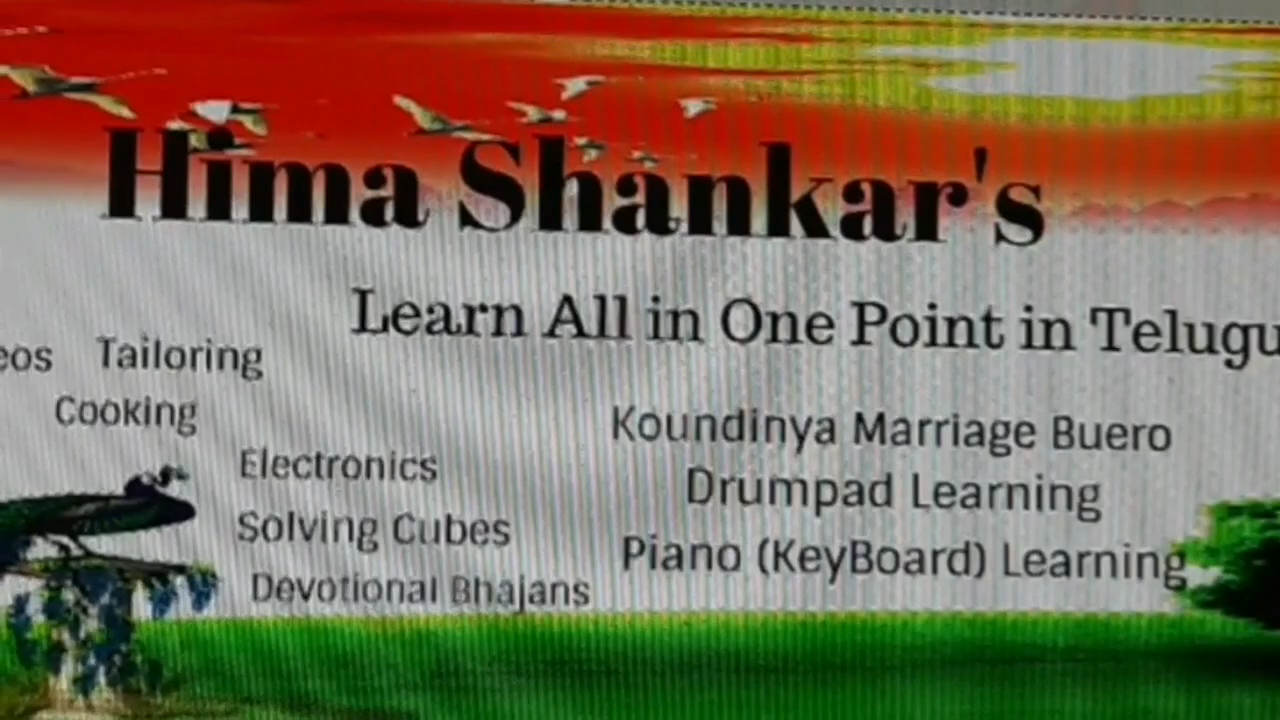 Hima Shankar's
Learn All in One Point in Telugu
Tailoring
Cooking
Electronics
Solving Cubes
Devotional Bhajans
Koundinya Marriage Buero
Drumpad Learning
Piano (KeyBoard) Learning